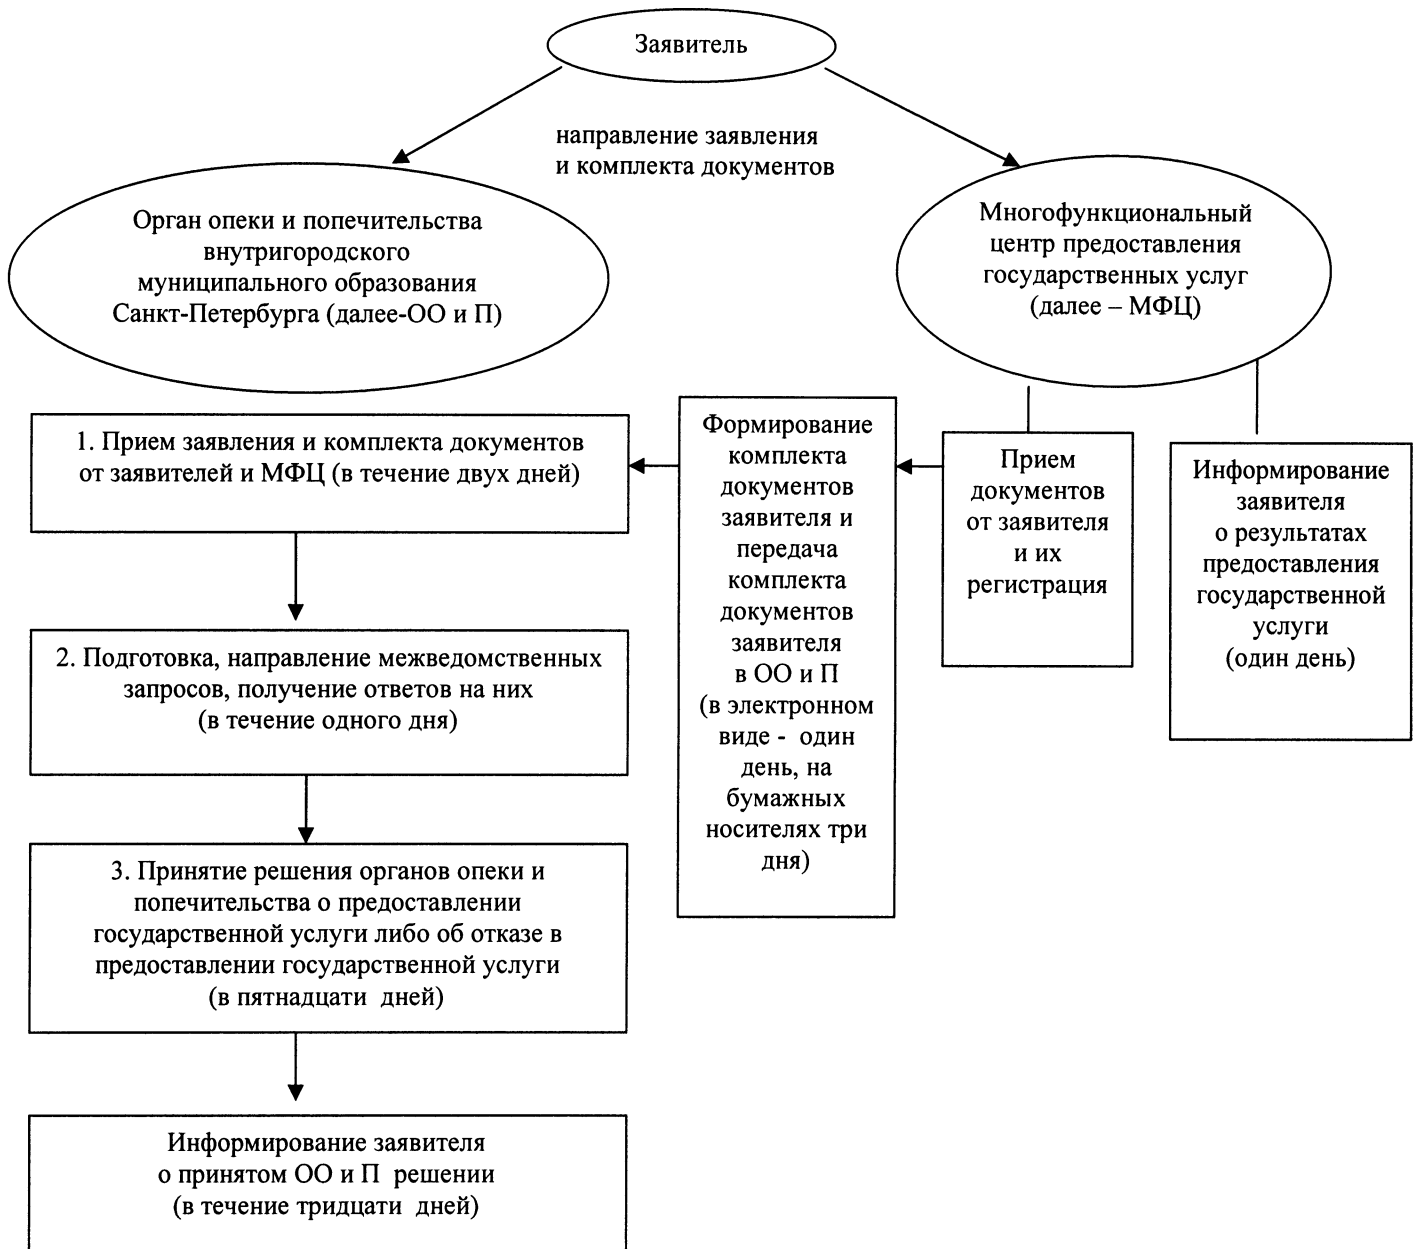 Заявитель
направление заявления
и комплекта документов
Орган опеки и попечительства
внутригородского
муниципального образования
Санкт-Петербурга (далее-ОО и П)
Многофункциональный
центр предоставления
государственных услуг
(далее – МФЦ)
1. Прием заявления и комплекта документов
от заявителей и МФЦ (в течение двух дней)
Формирование
комплекта
документов
заявителя и
передача
комплекта
документов
заявителя
в ОО и П
(в электронном
виде - один
день, на
бумажных
носителях три
дня)
Прием
документов
от заявителя
и их
регистрация
Информирование
заявителя
о результатах
предоставления
государственной
услуги
(один день)
2. Подготовка, направление межведомственных
запросов, получение ответов на них
(в течение одного дня)
3. Принятие решения органов опеки и
попечительства о предоставлении
государственной услуги либо об отказе в
предоставлении государственной услуги
(в пятнадцати дней)
Информирование заявителя
о принятом ОО и П решении
(в течение тридцати дней)